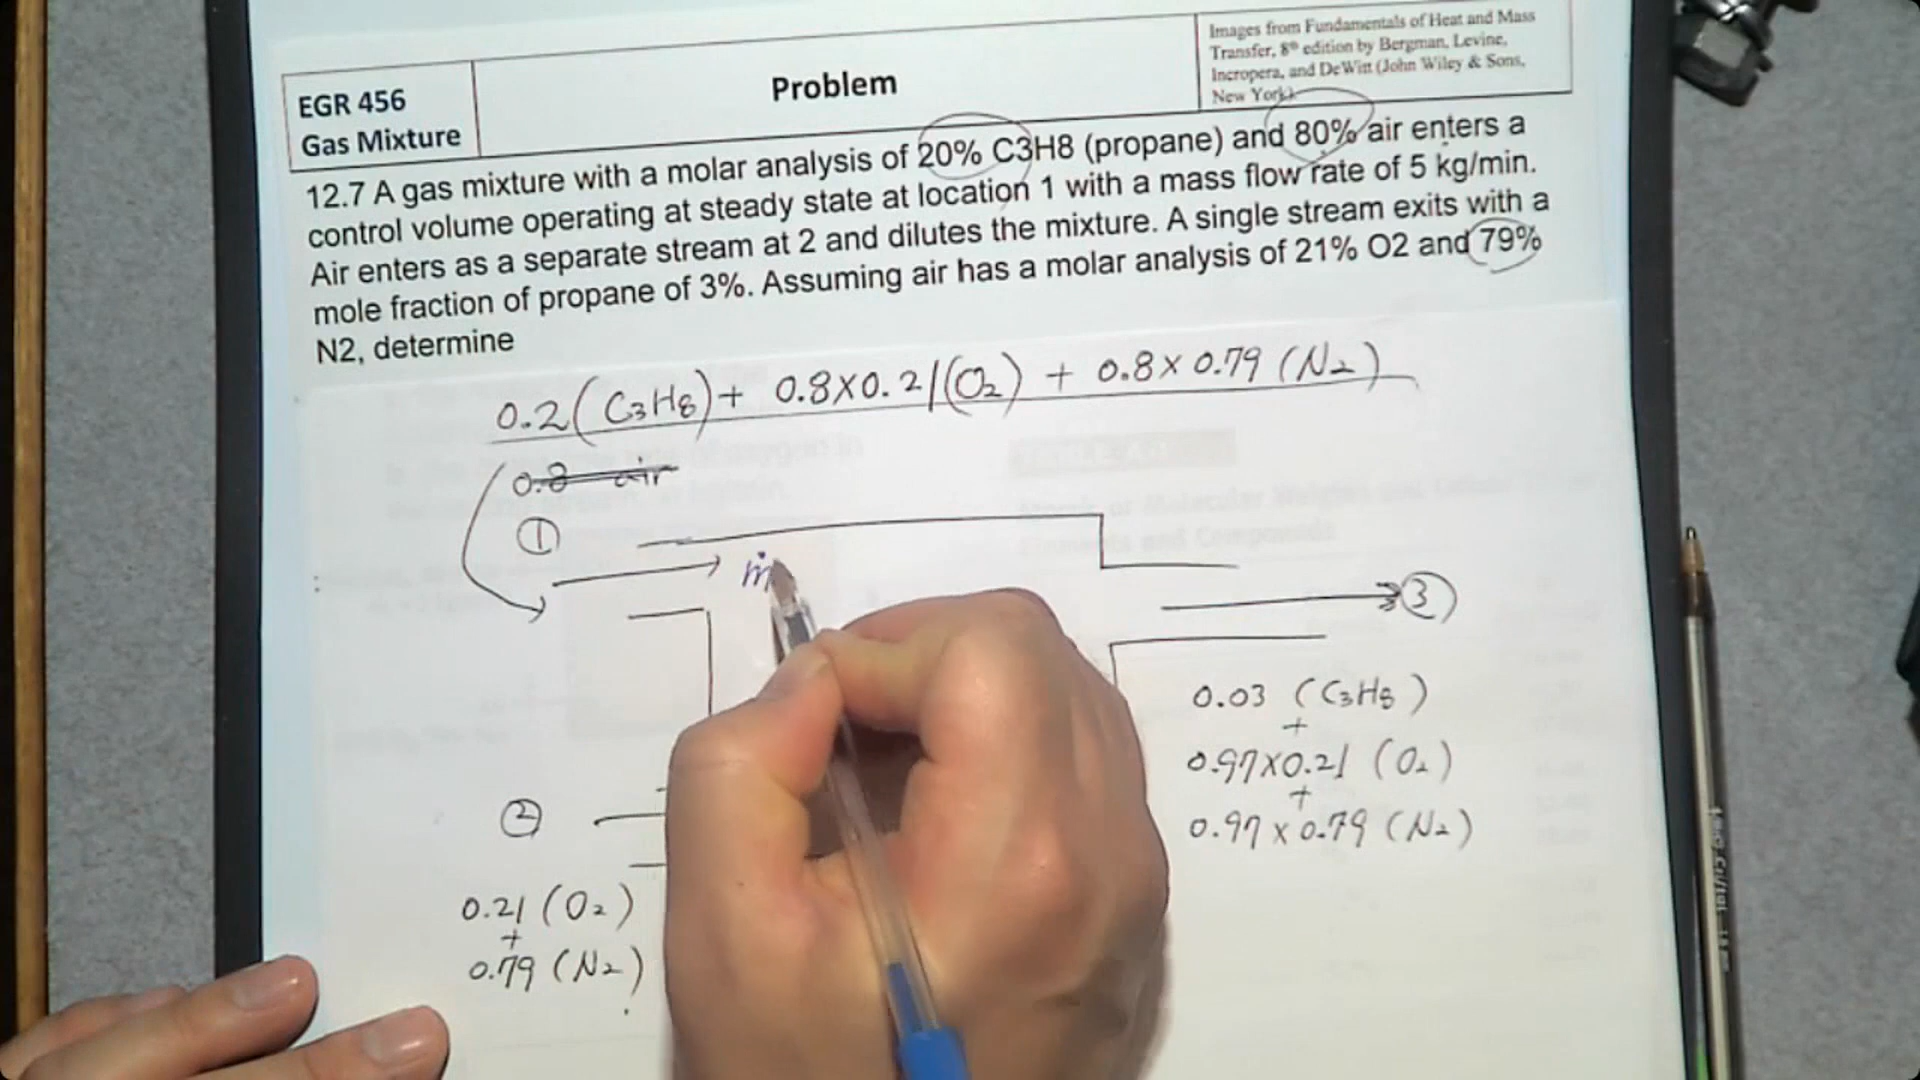 EGR 456
Gas Mixture
Problem
Images from Fundamentals of Heat and Mass
Transfer, 8th edition by Bergman, Levine,
Incropera, and DeWitt (John Wiley & Sons,
New York)
12.7 A gas mixture with a molar analysis of 20% C3H8 (propane) and 80% air enters a
control volume operating at steady state at location 1 with a mass flow rate of 5 kg/min.
Air enters as a separate stream at 2 and dilutes the mixture. A single stream exits with a
mole fraction of propane of 3%. Assuming air has a molar analysis of 21% O2 and 79%
N2, determine
0.2 (C3H8) + 0.8×0.21 (O2) + 0.8×0.79 (N2)
0.8 air
①
ṁ
③
0.03 (C3H8)
+
0.97×0.21 (O2)
+
0.97×0.79 (N2)
②
0.21 (O2)
+
0.79 (N2)